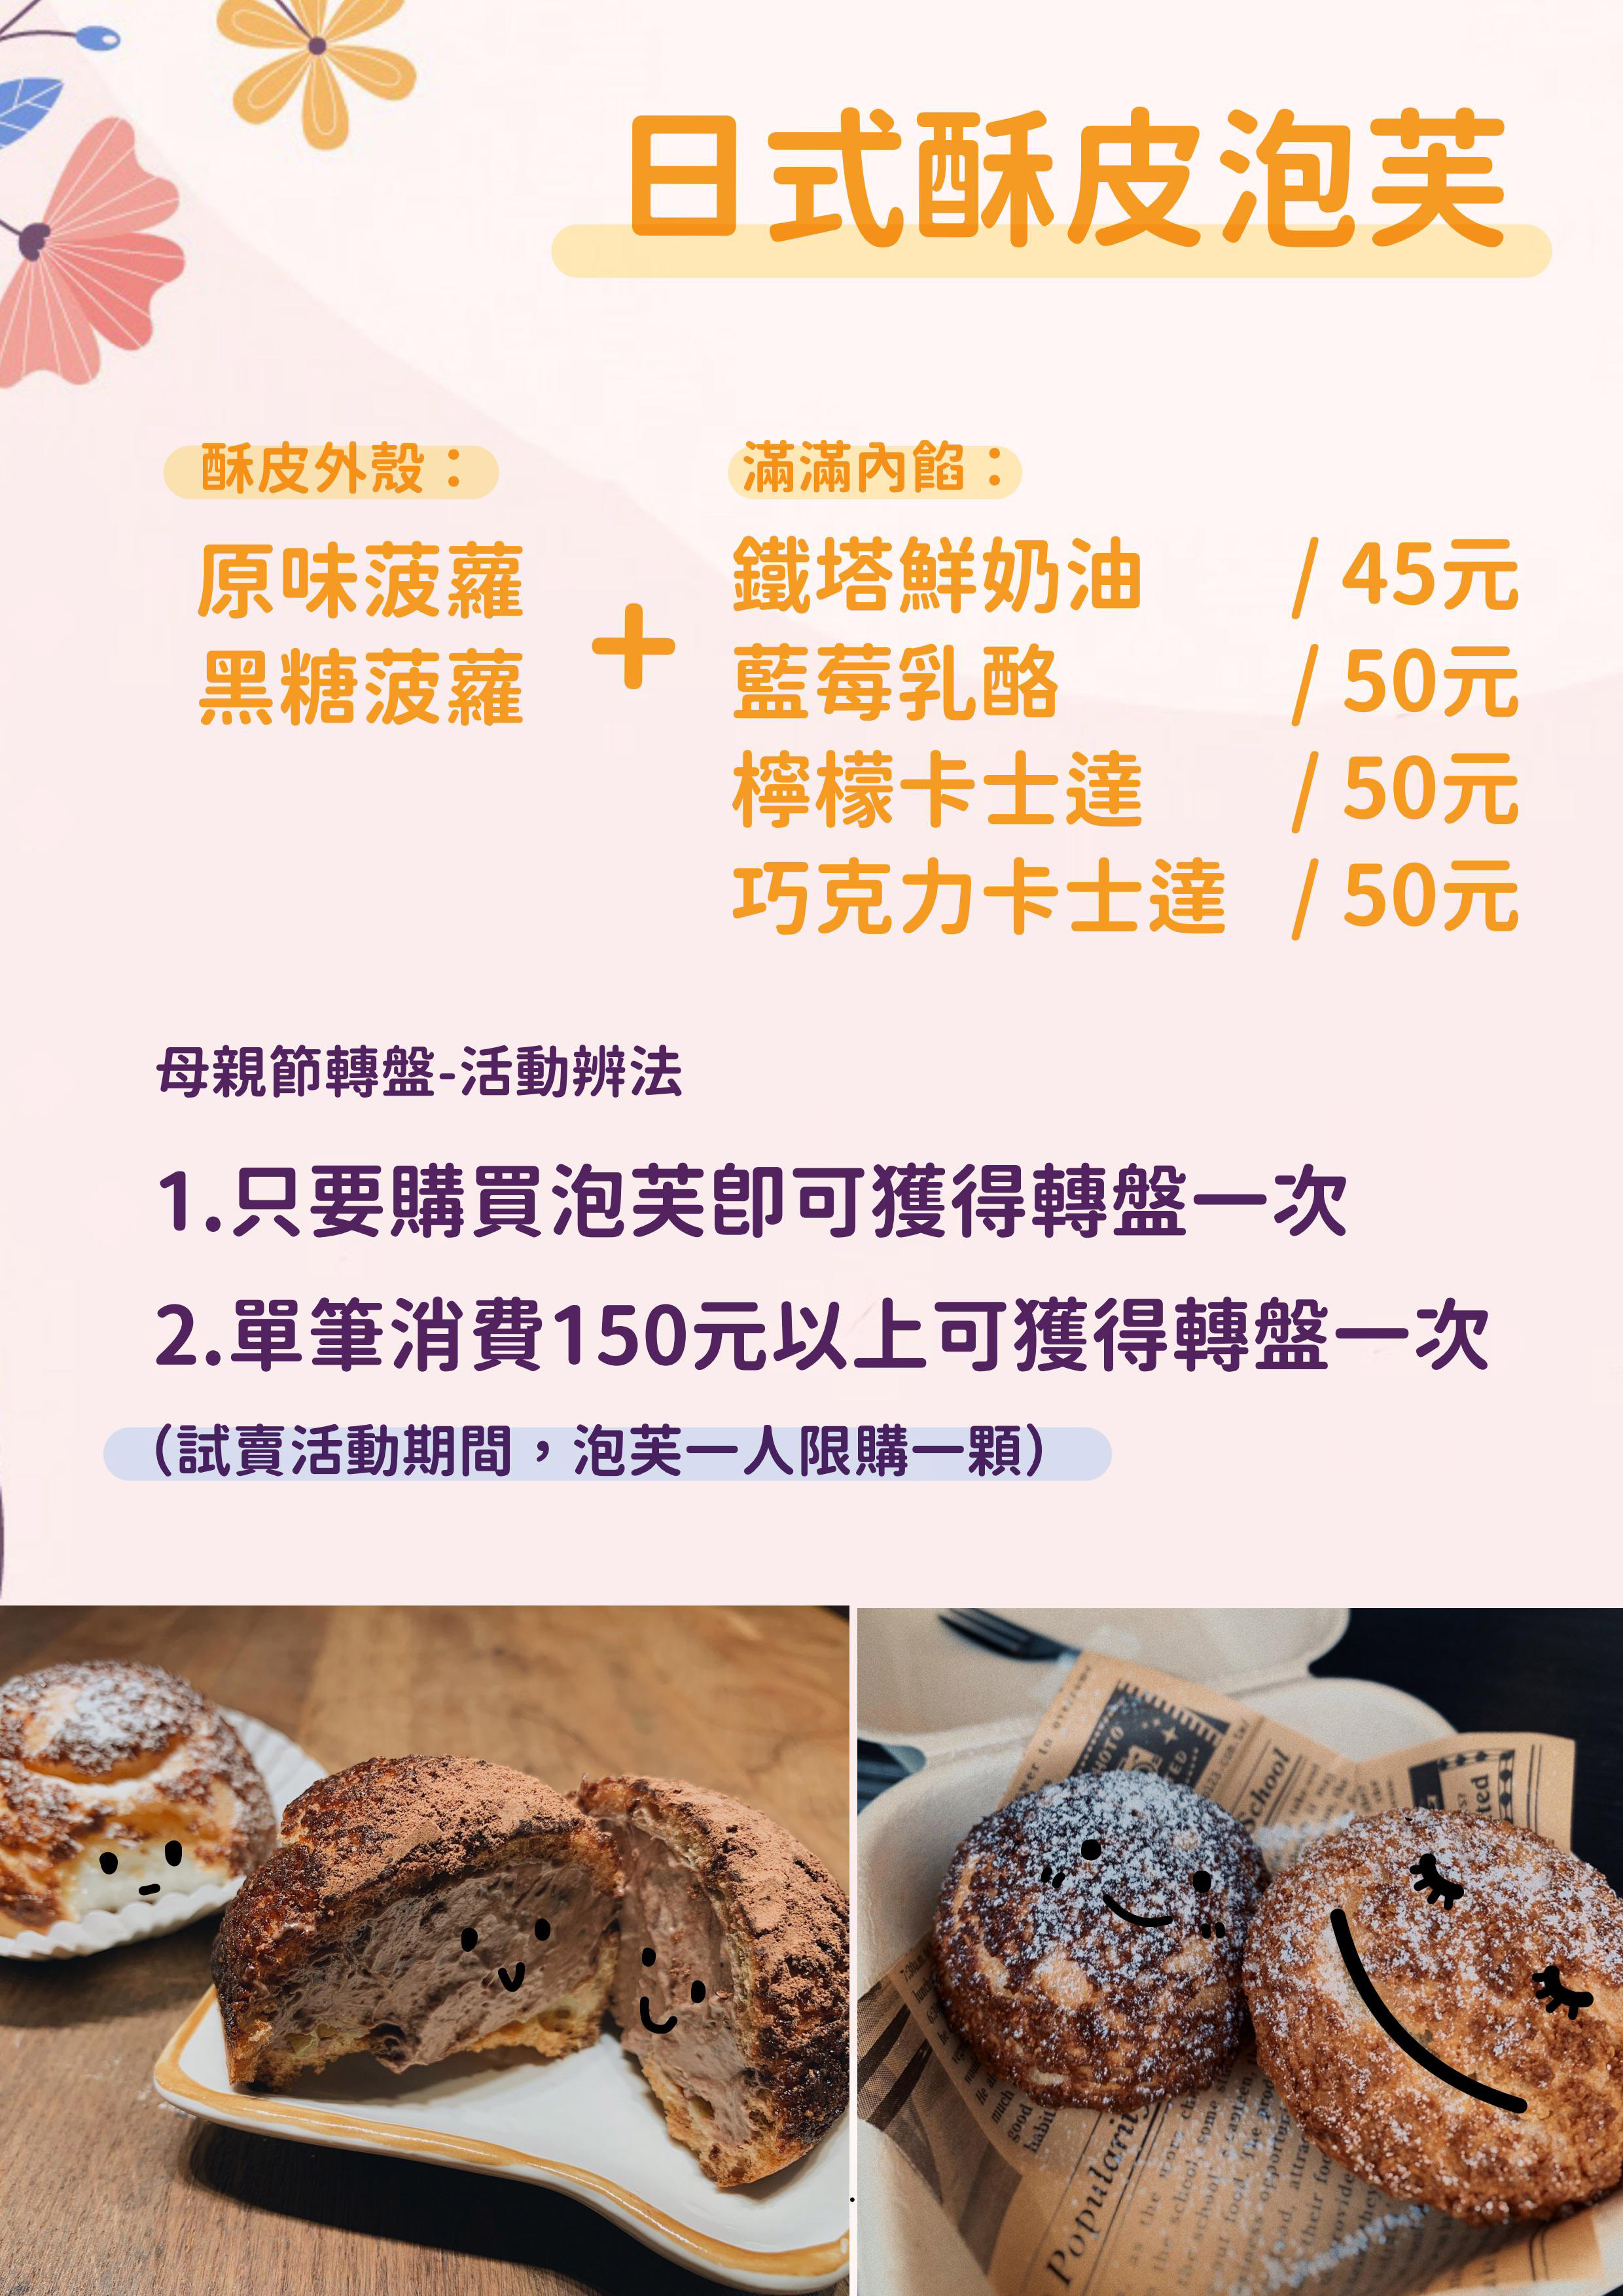 日式酥皮泡芙
酥皮外殼：
原味菠蘿
黑糖菠蘿
+
滿滿內餡：
鐵塔鮮奶油 / 45元
藍莓乳酪 / 50元
檸檬卡士達 / 50元
巧克力卡士達 / 50元
母親節轉盤-活動辨法
1.只要購買泡芙即可獲得轉盤一次
2.單筆消費150元以上可獲得轉盤一次
（試賣活動期間，泡芙一人限購一顆）
School
Popularity